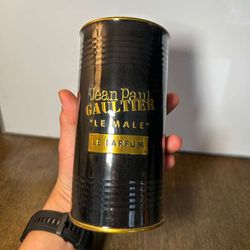 Jean Paul
GAULTIER
"LE MALE"
LE PARFUM